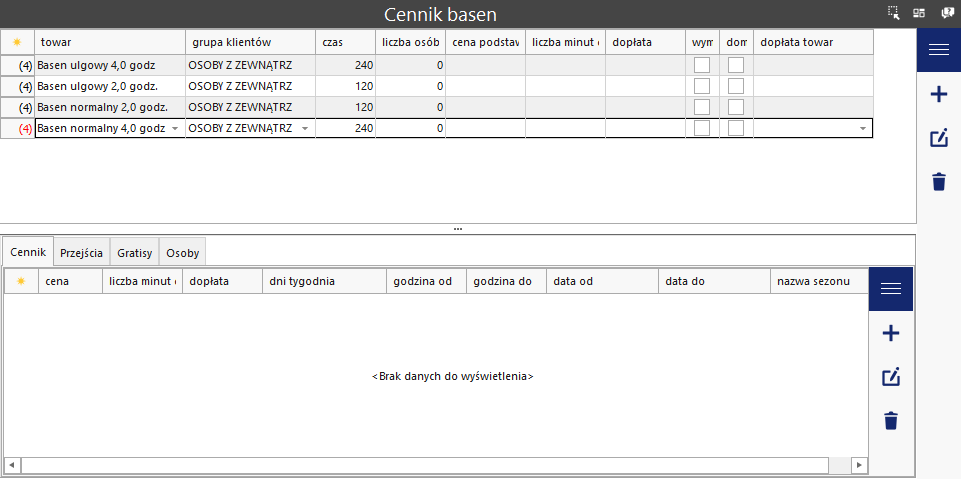 Cennik basen
towar grupa klientów czas liczba osób cena podstaw liczba minut dopłata wym dom dopłata towar
(4) Basen ulgowy 4,0 godz OSOBY Z ZEWNĄTRZ 240 0
(4) Basen ulgowy 2,0 godz. OSOBY Z ZEWNĄTRZ 120 0
(4) Basen normalny 2,0 godz. OSOBY Z ZEWNĄTRZ 120 0
(4) Basen normalny 4,0 godz OSOBY Z ZEWNĄTRZ 240 0
Cennik Przejścia Gratisy Osoby
cena liczba minut dopłata dni tygodnia godzina od godzina do data od data do nazwa sezonu
<Brak danych do wyświetlenia>